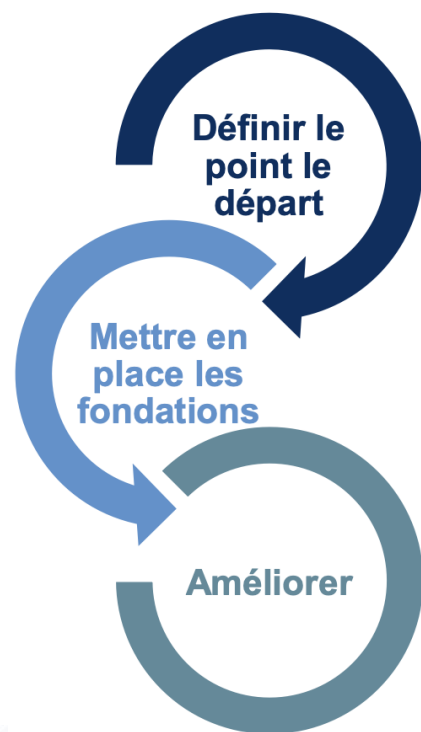 Définir le
point le
départ
Mettre en
place les
fondations
Améliorer